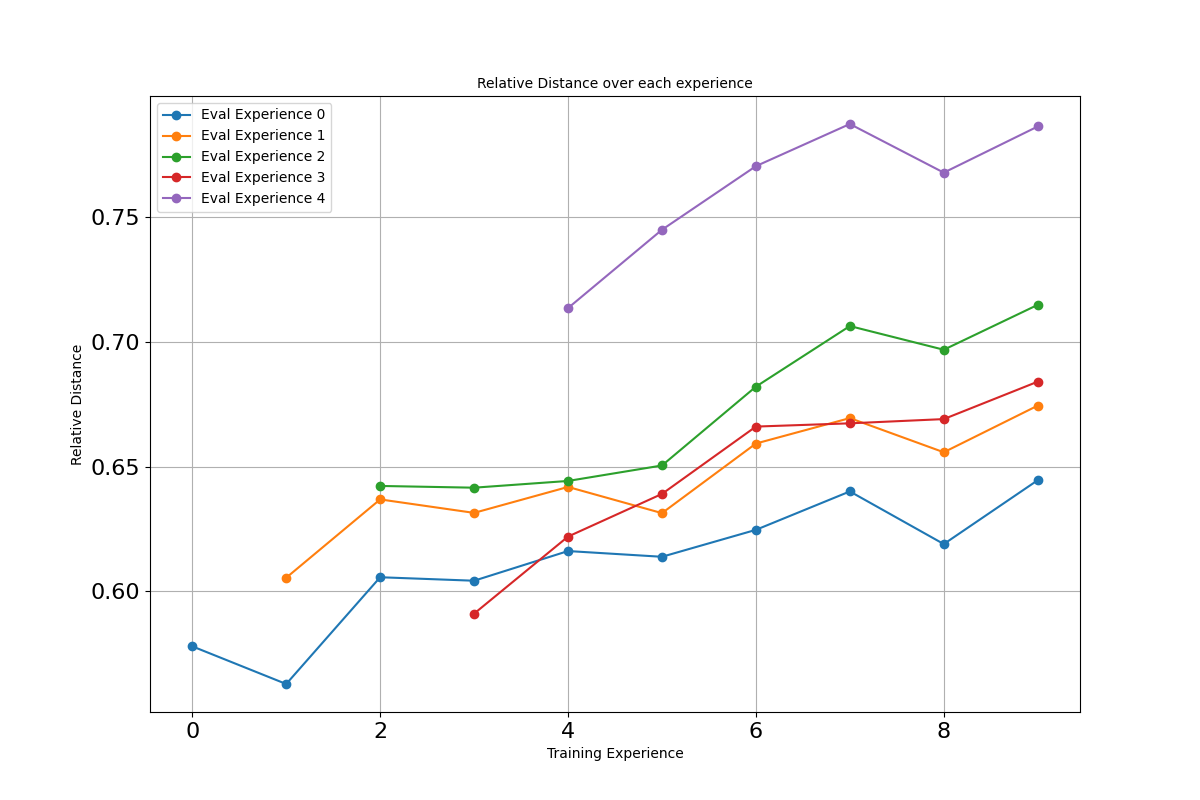 Relative Distance over each experience
Eval Experience 0
Eval Experience 1
Eval Experience 2
Eval Experience 3
Eval Experience 4
0.75
0.70
0.65
0.60
Relative Distance
0 2 4 6 8
Training Experience